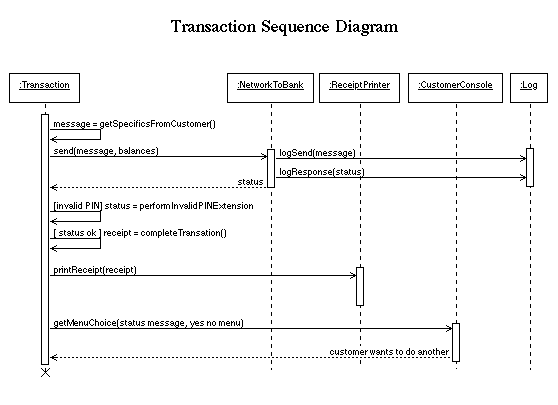 Transaction Sequence Diagram
:Transaction
:NetworkToBank
:ReceiptPrinter
:CustomerConsole
:Log
message = getSpecificsFromCustomer()
send(message, balances)
logSend(message)
logResponse(status)
status
[invalid PIN] status = performInvalidPINExtension
[ status ok ] receipt = completeTransation()
printReceipt(receipt)
getMenuChoice(status message, yes no menu)
customer wants to do another